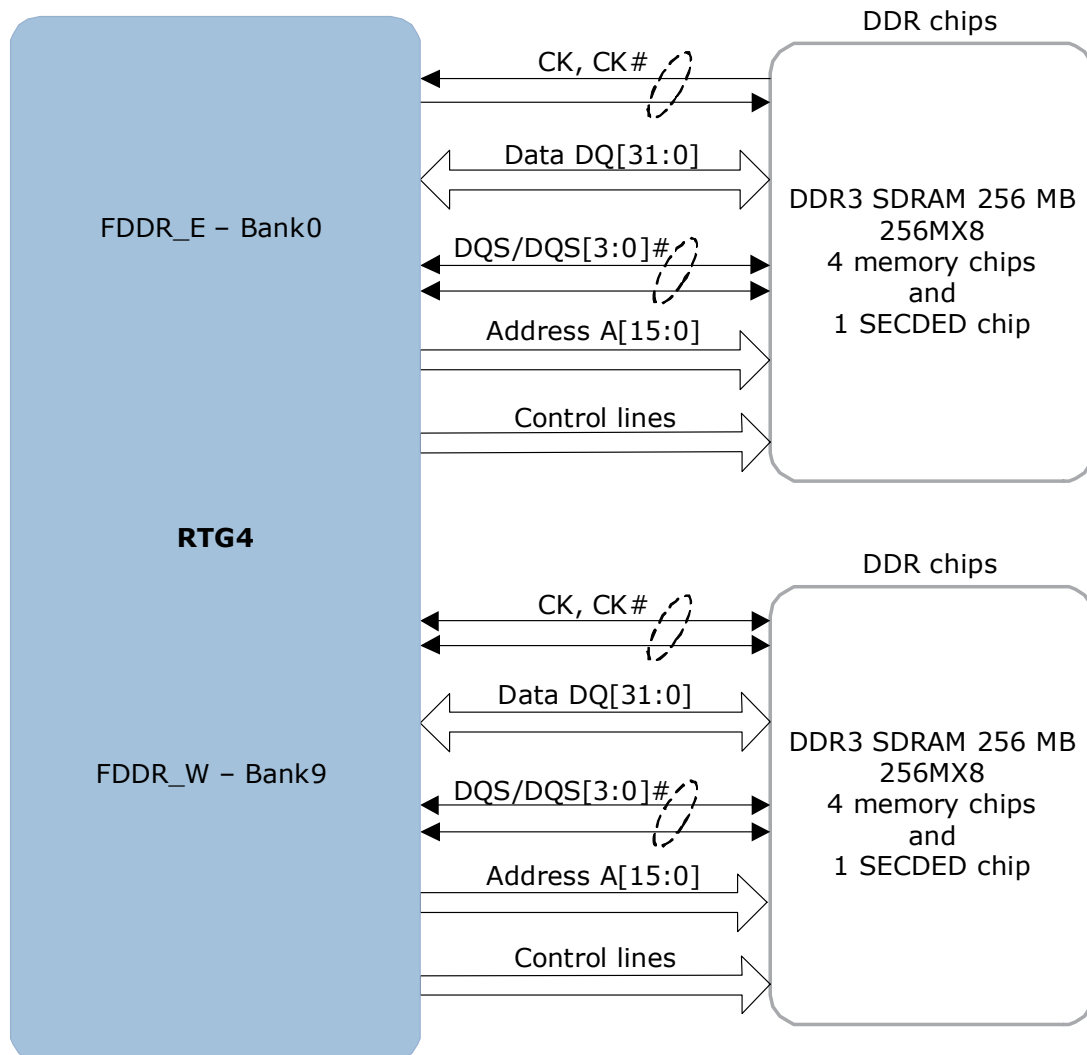 DDR chips
CK, CK#
Data DQ[31:0]
FDDR_E – Bank0
DQS/DQS[3:0]#
Address A[15:0]
Control lines
DDR3 SDRAM 256 MB
256MX8
4 memory chips
and
1 SECDED chip
RTG4
DDR chips
CK, CK#
Data DQ[31:0]
FDDR_W – Bank9
DQS/DQS[3:0]#
Address A[15:0]
Control lines
DDR3 SDRAM 256 MB
256MX8
4 memory chips
and
1 SECDED chip